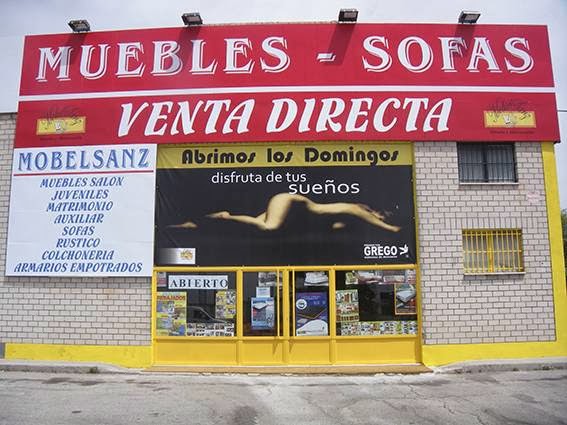 MUEBLES - SOFAS
VENTA DIRECTA
MOBELSANZ
MUEBLES SALON
JUVENILES
MATRIMONIO
AUXILIAR
SOFAS
RUSTICO
COLCHONERIA
ARMARIOS EMPOTRADOS
Abrimos los Domingos
disfruta de tus
sueños
GREGO
ABIERTO
REBAJADOS